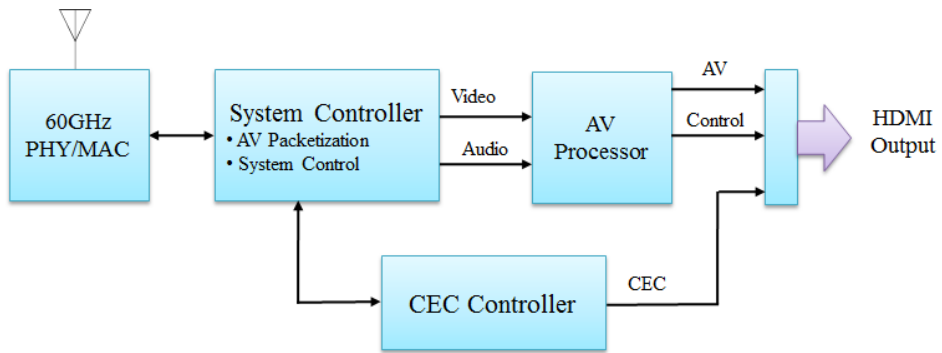 60GHz
PHY/MAC
System Controller
• AV Packetization
• System Control
Video
Audio
AV
Processor
AV
Control
HDMI
Output
CEC Controller
CEC